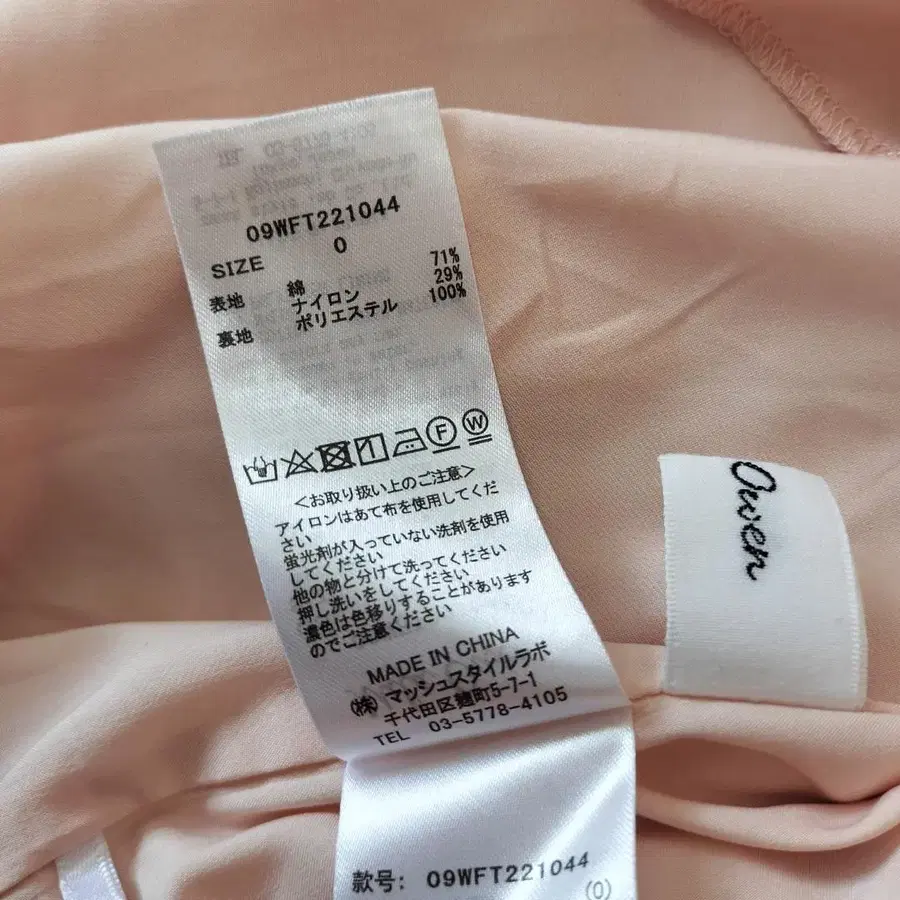 09WFT221044
SIZE 0
表地 綿 71%
ナイロン 29%
裏地 ポリエステル 100%
F W
<お取り扱い上のご注意>
アイロンはあて布を使用してくだ
さい
蛍光剤が入っていない洗剤を使用
してください
他の物と分けて洗ってください
押し洗いをしてください
濃色は色移りすることがあります
のでご注意ください
MADE IN CHINA
(株)マッシュスタイルラボ
千代田区麹町5-7-1
TEL 03-5778-4105
款号: 09WFT221044
(0)
Owen